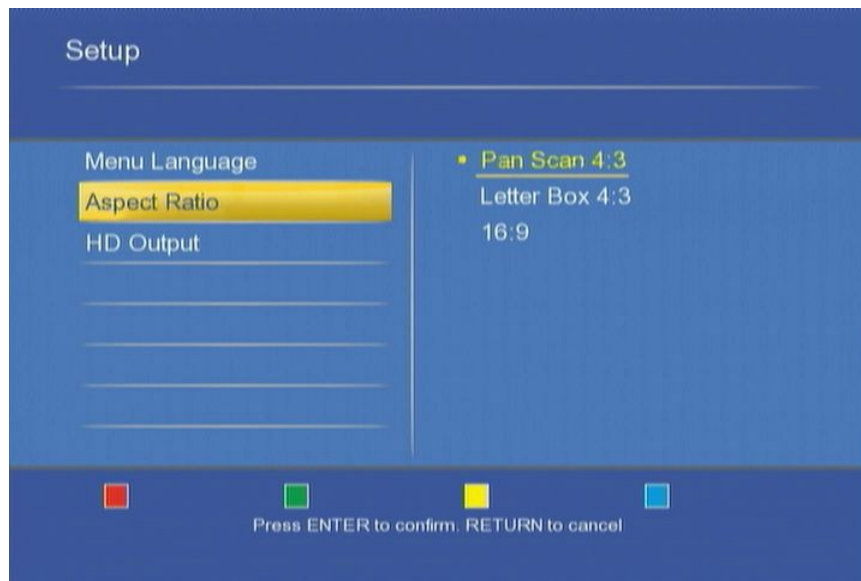 Setup
Menu Language
Aspect Ratio
HD Output
Pan Scan 4:3
Letter Box 4:3
16:9
Press ENTER to confirm. RETURN to cancel